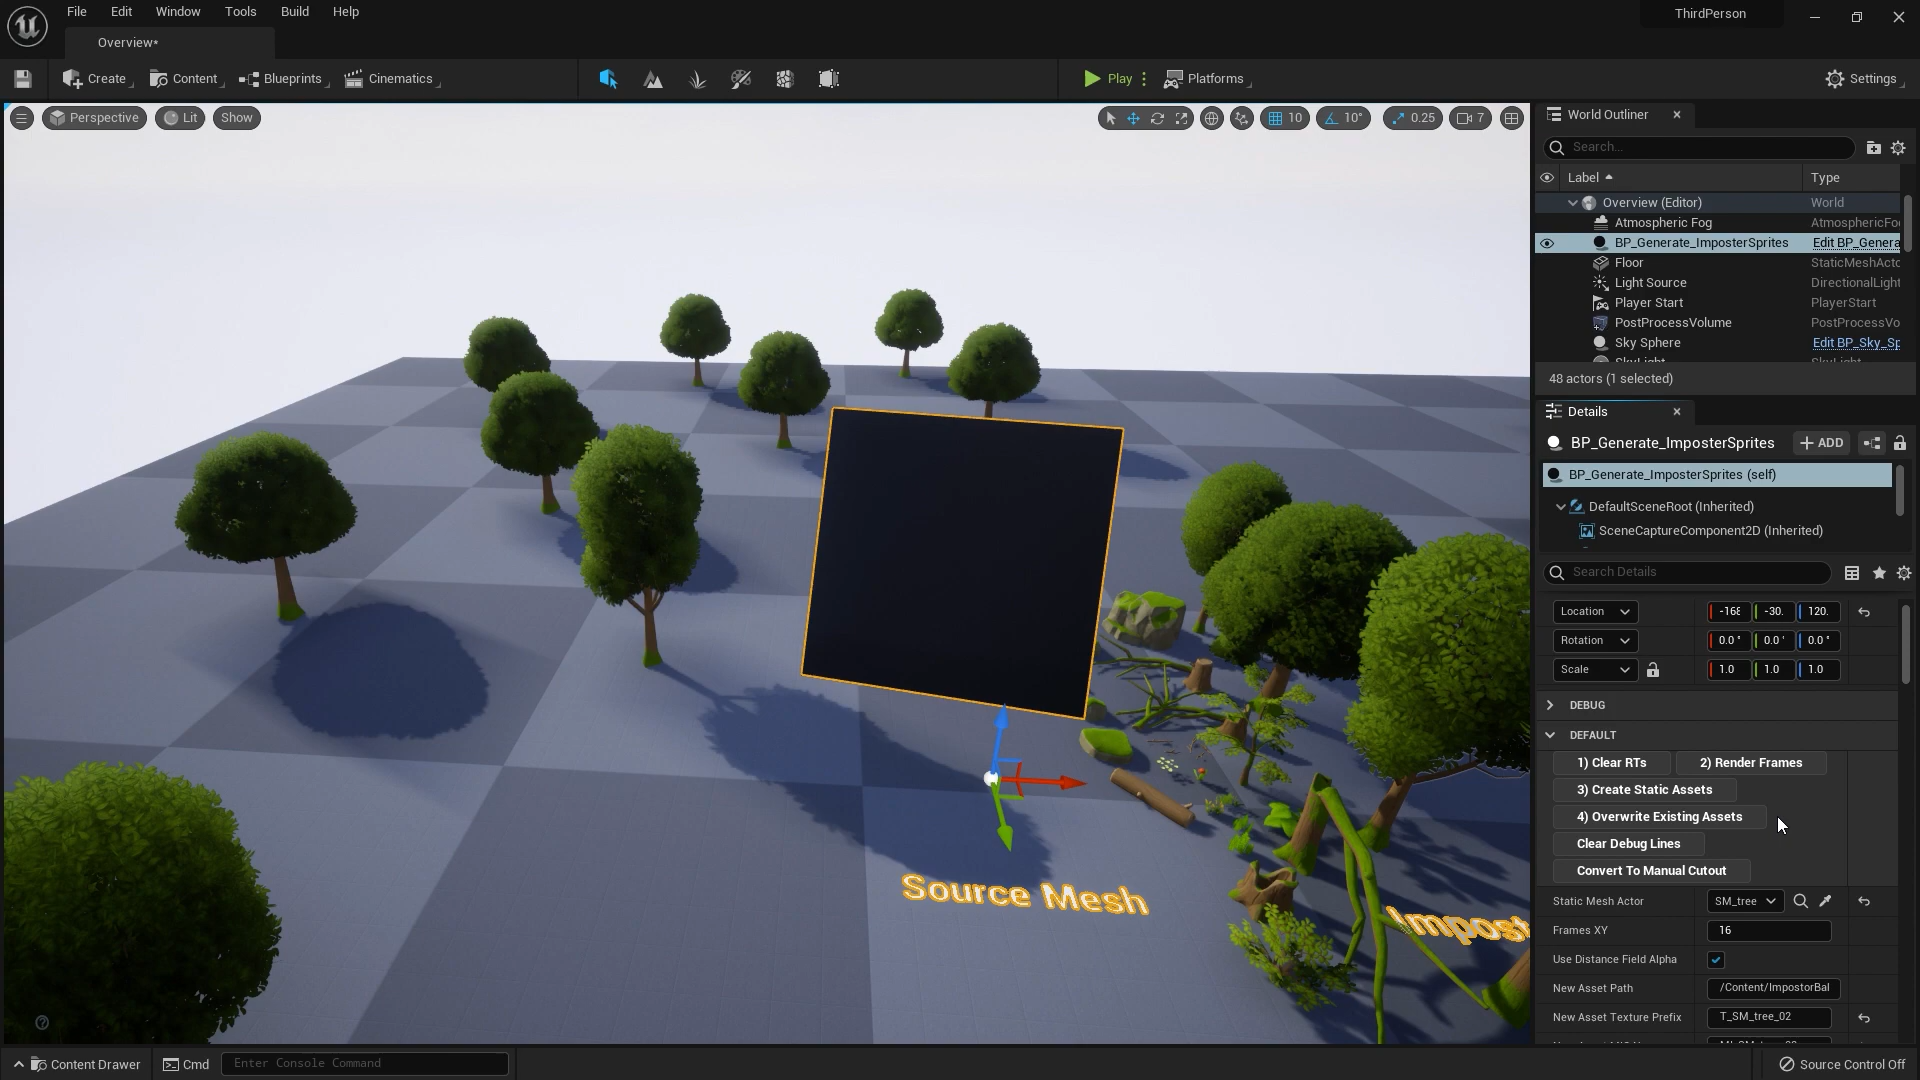 File Edit Window Tools Build Help
ThirdPerson
Overview*
Create Content Blueprints Cinematics Play Platforms Settings
Perspective Lit Show 10 10° 0.25 7
World Outliner
Search...
Label Type
Overview (Editor) World
Atmospheric Fog AtmosphericFo
BP_Generate_ImposterSprites Edit BP_Genera
Floor StaticMeshActo
Light Source DirectionalLight
Player Start PlayerStart
PostProcessVolume PostProcessVo
Sky Sphere Edit BP_Sky_Sp
SkyLight SkyLight
48 actors (1 selected)
Details
BP_Generate_ImposterSprites + ADD
BP_Generate_ImposterSprites (self)
DefaultSceneRoot (Inherited)
SceneCaptureComponent2D (Inherited)
Search Details
Location -168 -30. 120.
Rotation 0.0 ° 0.0 ° 0.0 °
Scale 1.0 1.0 1.0
DEBUG
DEFAULT
1) Clear RTs 2) Render Frames
3) Create Static Assets
4) Overwrite Existing Assets
Clear Debug Lines
Convert To Manual Cutout
Static Mesh Actor SM_tree
Frames XY 16
Use Distance Field Alpha
New Asset Path /Content/ImpostorBal
New Asset Texture Prefix T_SM_tree_02
Source Mesh
Impost
Content Drawer Cmd Enter Console Command Source Control Off